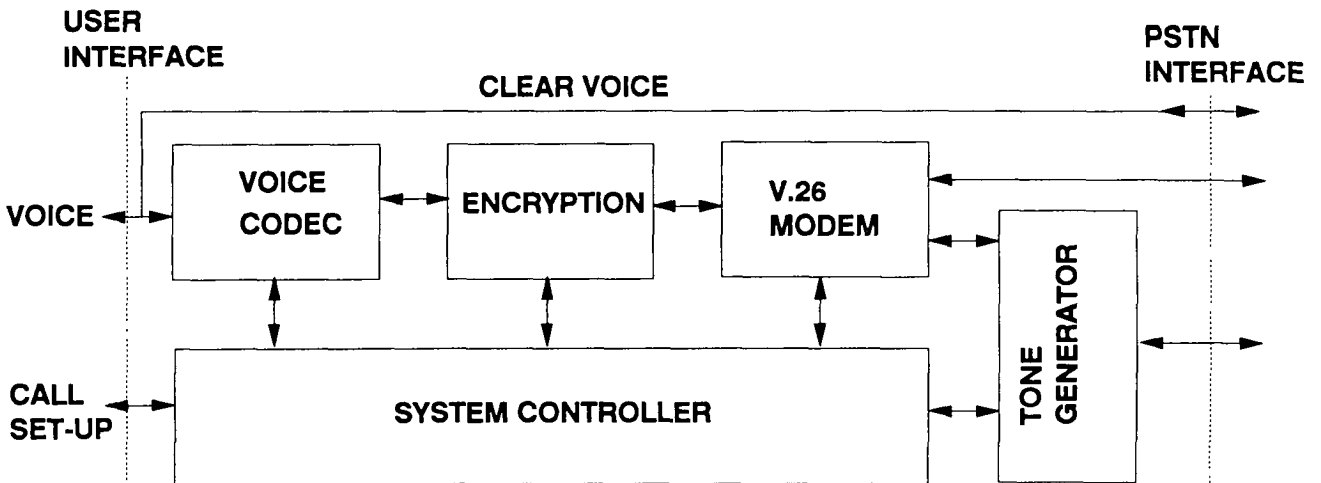 USER
INTERFACE
PSTN
INTERFACE
CLEAR VOICE
VOICE
VOICE
CODEC
ENCRYPTION
V.26
MODEM
TONE
GENERATOR
CALL
SET-UP
SYSTEM CONTROLLER